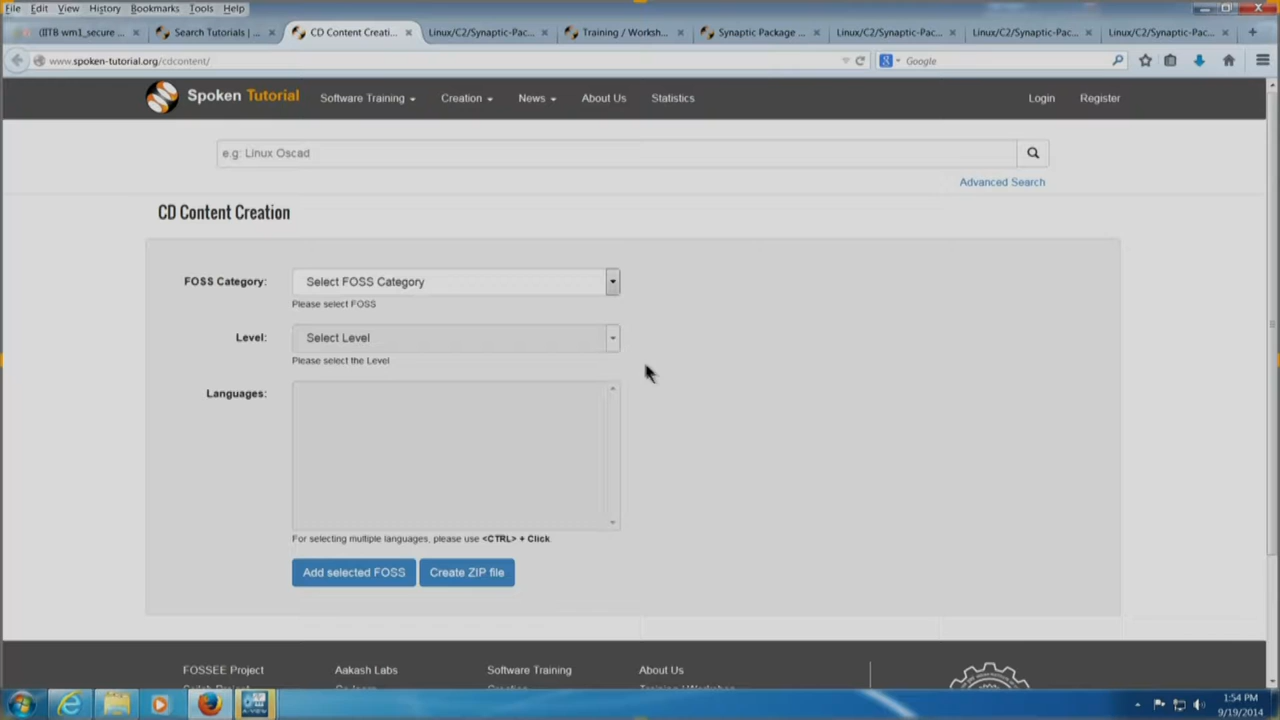 File Edit View History Bookmarks Tools Help
(IITB wm1_secure ... × Search Tutorials | ... × CD Content Creati... × Linux/C2/Synaptic-Pac... × Training / Worksh... × Synaptic Package ... × Linux/C2/Synaptic-Pac... × Linux/C2/Synaptic-Pac... × Linux/C2/Synaptic-Pac... × +
www.spoken-tutorial.org/cdcontent/ Google
Spoken Tutorial Software Training Creation News About Us Statistics Login Register
e.g: Linux Oscad
Advanced Search
CD Content Creation
FOSS Category: Select FOSS Category
Please select FOSS
Level: Select Level
Please select the Level
Languages:
For selecting multiple languages, please use <CTRL> + Click
Add selected FOSS Create ZIP file
FOSSEE Project Aakash Labs Software Training About Us
1:54 PM
9/19/2014